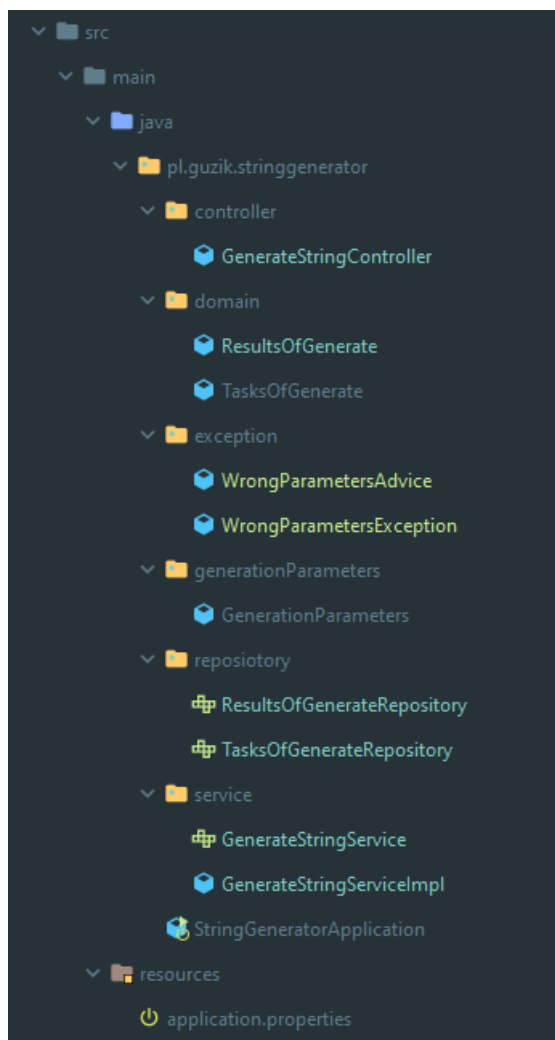 src
main
java
pl.guzik.stringgenerator
controller
GenerateStringController
domain
ResultsOfGenerate
TasksOfGenerate
exception
WrongParametersAdvice
WrongParametersException
generationParameters
GenerationParameters
reposiotory
ResultsOfGenerateRepository
TasksOfGenerateRepository
service
GenerateStringService
GenerateStringServiceImpl
StringGeneratorApplication
resources
application.properties